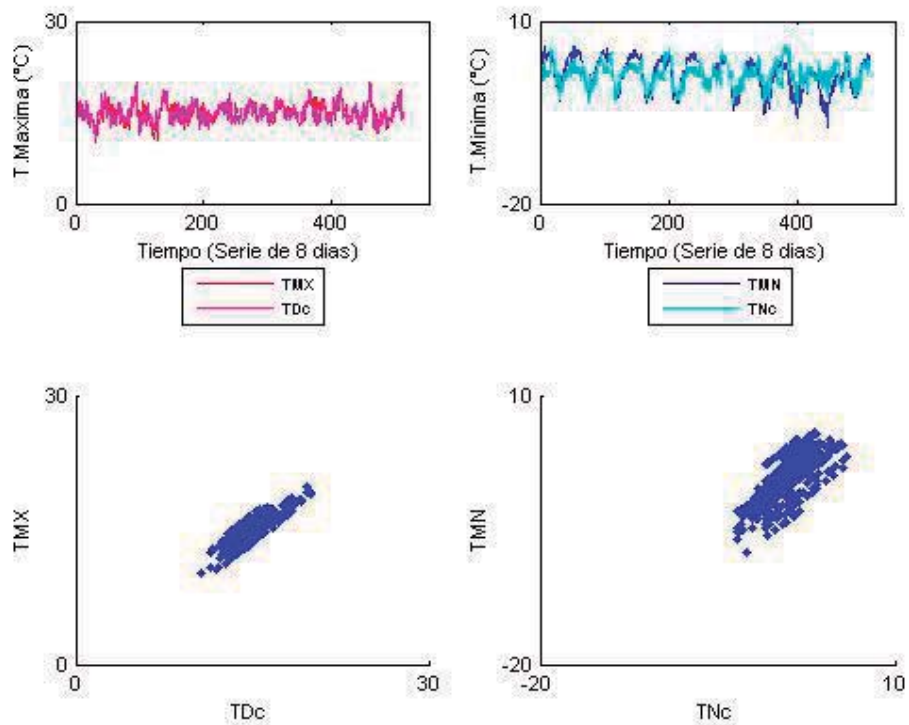 30
T.Maxima (°C)
0
0
200
400
Tiempo (Serie de 8 dias)
TMX
TDc
10
T.Minima (°C)
-20
0
200
400
Tiempo (Serie de 8 dias)
TMN
TNc
30
TMX
0
0
30
TDc
10
TMN
-20
-20
10
TNc